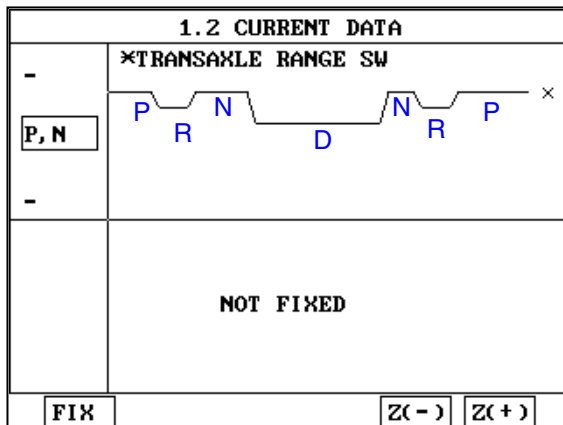 1.2 CURRENT DATA
-
*TRANSAXLE RANGE SW
×
P N N P
R R
D
P, N
-
NOT FIXED
FIX Z(-) Z(+)